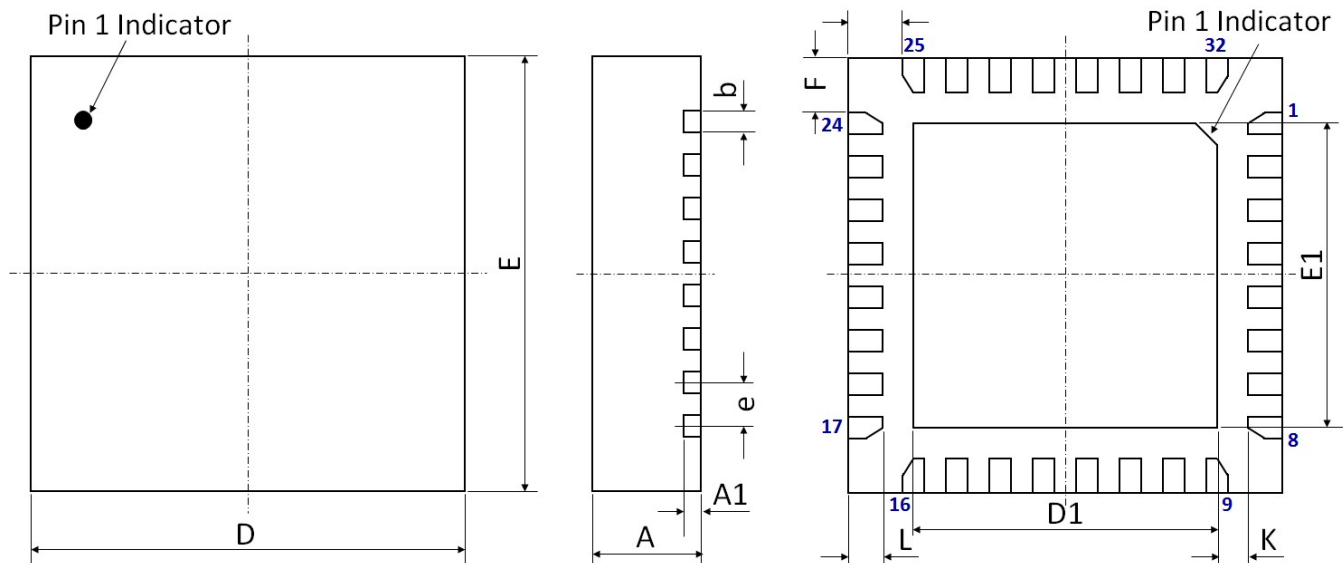 Pin 1 Indicator
Pin 1 Indicator
25
32
F
b
24
1
E
E1
e
17
8
A1
16
9
D1
D
A
L
K